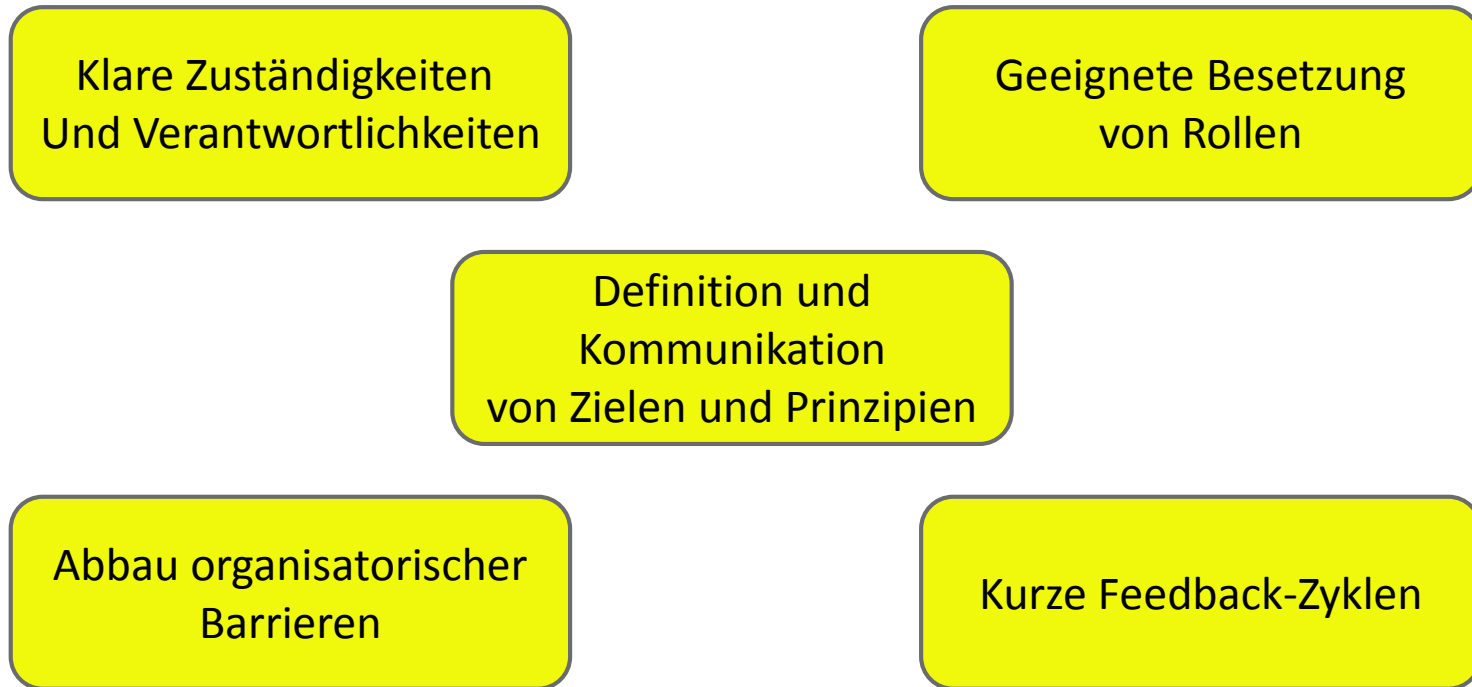 Klare Zuständigkeiten
Und Verantwortlichkeiten
Geeignete Besetzung
von Rollen
Definition und
Kommunikation
von Zielen und Prinzipien
Abbau organisatorischer
Barrieren
Kurze Feedback-Zyklen